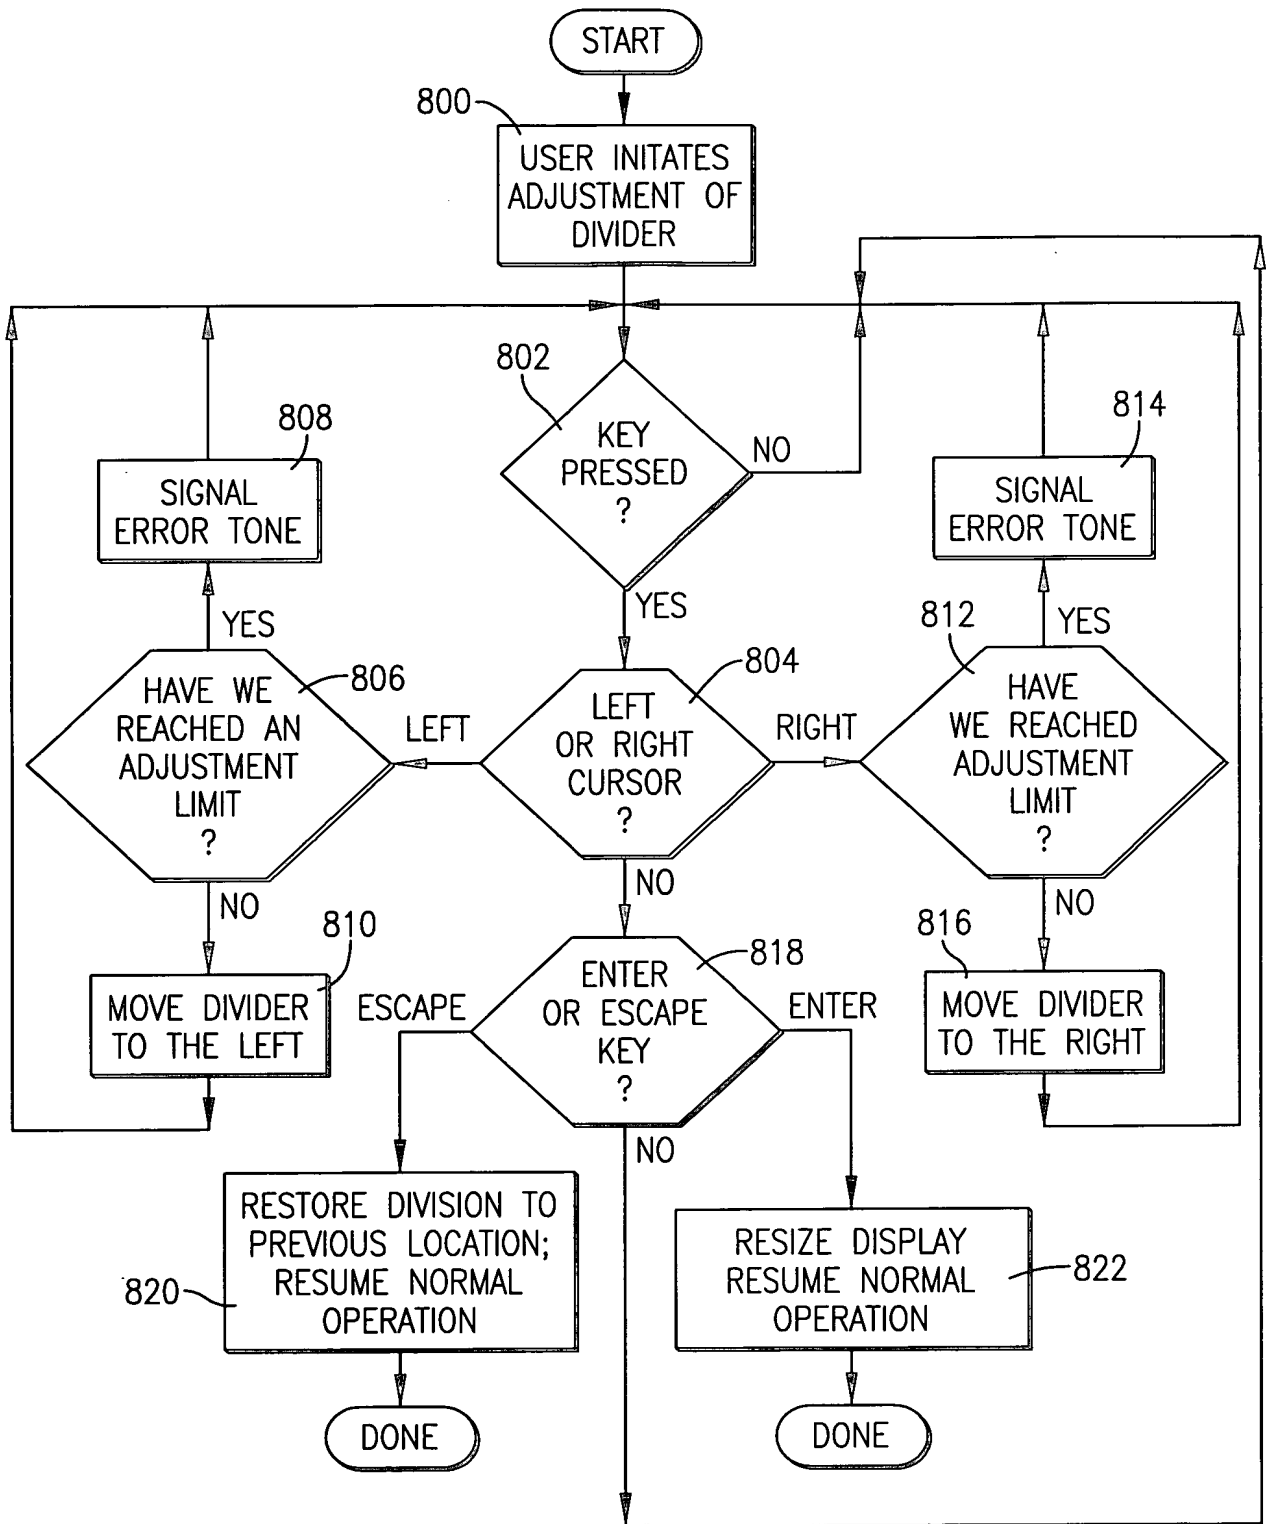 START
800
USER INITATES
ADJUSTMENT OF
DIVIDER
802
KEY
PRESSED
?
NO
YES
808
SIGNAL
ERROR TONE
814
SIGNAL
ERROR TONE
YES
806
HAVE WE
REACHED AN
ADJUSTMENT
LIMIT
?
LEFT
804
LEFT
OR RIGHT
CURSOR
?
RIGHT
812
YES
HAVE
WE REACHED
ADJUSTMENT
LIMIT
?
NO
NO
NO
810
MOVE DIVIDER
TO THE LEFT
816
MOVE DIVIDER
TO THE RIGHT
818
ENTER
OR ESCAPE
KEY
?
ESCAPE
ENTER
NO
820
RESTORE DIVISION TO
PREVIOUS LOCATION;
RESUME NORMAL
OPERATION
822
RESIZE DISPLAY
RESUME NORMAL
OPERATION
DONE
DONE